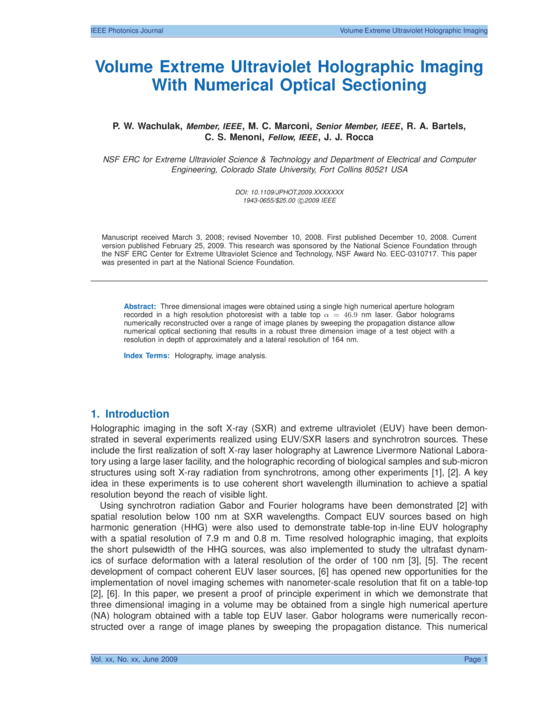 IEEE Photonics Journal
Volume Extreme Ultraviolet Holographic Imaging
Volume Extreme Ultraviolet Holographic Imaging
With Numerical Optical Sectioning
P. W. Wachulak, Member, IEEE, M. C. Marconi, Senior Member, IEEE, R. A. Bartels,
C. S. Menoni, Fellow, IEEE, J. J. Rocca
NSF ERC for Extreme Ultraviolet Science & Technology and Department of Electrical and Computer
Engineering, Colorado State University, Fort Collins 80521 USA
DOI: 10.1109/JPHOT.2009.XXXXXXX
1943-0655/$25.00 ©2009 IEEE
Manuscript received March 3, 2008; revised November 10, 2008. First published December 10, 2008. Current
version published February 25, 2009. This research was sponsored by the National Science Foundation through
the NSF ERC Center for Extreme Ultraviolet Science and Technology, NSF Award No. EEC-0310717. This paper
was presented in part at the National Science Foundation.
Abstract: Three dimensional images were obtained using a single high numerical aperture hologram
recorded in a high resolution photoresist with a table top α = 46.9 nm laser. Gabor holograms
numerically reconstructed over a range of image planes by sweeping the propagation distance allow
numerical optical sectioning that results in a robust three dimension image of a test object with a
resolution in depth of approximately and a lateral resolution of 164 nm.
Index Terms: Holography, image analysis.
1. Introduction
Holographic imaging in the soft X-ray (SXR) and extreme ultraviolet (EUV) have been demon-
strated in several experiments realized using EUV/SXR lasers and synchrotron sources. These
include the first realization of soft X-ray laser holography at Lawrence Livermore National Labora-
tory using a large laser facility, and the holographic recording of biological samples and sub-micron
structures using soft X-ray radiation from synchrotrons, among other experiments [1], [2]. A key
idea in these experiments is to use coherent short wavelength illumination to achieve a spatial
resolution beyond the reach of visible light.
Using synchrotron radiation Gabor and Fourier holograms have been demonstrated [2] with
spatial resolution below 100 nm at SXR wavelengths. Compact EUV sources based on high
harmonic generation (HHG) were also used to demonstrate table-top in-line EUV holography
with a spatial resolution of 7.9 m and 0.8 m. Time resolved holographic imaging, that exploits
the short pulsewidth of the HHG sources, was also implemented to study the ultrafast dynam-
ics of surface deformation with a lateral resolution of the order of 100 nm [3], [5]. The recent
development of compact coherent EUV laser sources, [6] has opened new opportunities for the
implementation of novel imaging schemes with nanometer-scale resolution that fit on a table-top
[2], [6]. In this paper, we present a proof of principle experiment in which we demonstrate that
three dimensional imaging in a volume may be obtained from a single high numerical aperture
(NA) hologram obtained with a table top EUV laser. Gabor holograms were numerically recon-
structed over a range of image planes by sweeping the propagation distance. This numerical
Vol. xx, No. xx, June 2009
Page 1